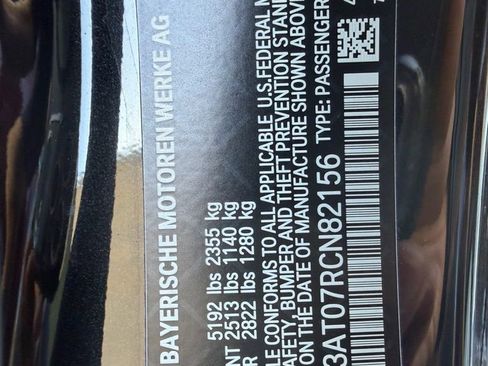 BAYERISCHE MOTOREN WERKE AG
5192 lbs 2355 kg
NT 2513 lbs 1140 kg
R 2822 lbs 1280 kg
LE CONFORMS TO ALL APPLICABLE U.S.FEDERAL M
SAFETY, BUMPER AND THEFT PREVENTION STAN
ON THE DATE OF MANUFACTURE SHOWN ABOVE
3AT07RCN82156 TYPE: PASSENGER